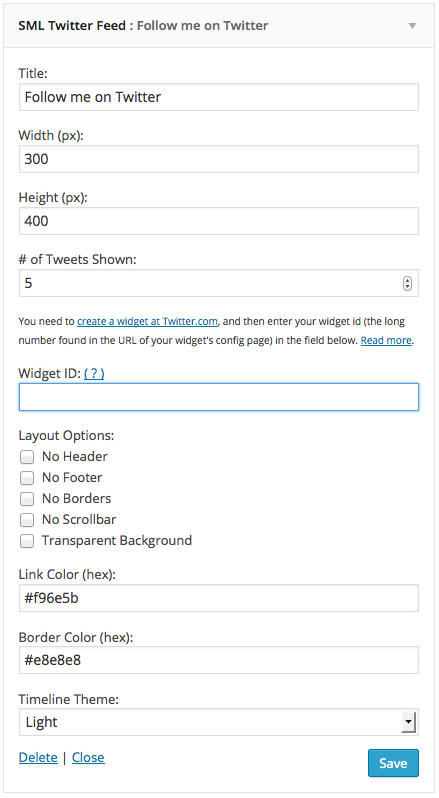 SML Twitter Feed : Follow me on Twitter
Title:
Follow me on Twitter
Width (px):
300
Height (px):
400
# of Tweets Shown:
5
You need to create a widget at Twitter.com, and then enter your widget id (the long
number found in the URL of your widget's config page) in the field below. Read more.
Widget ID: ( ? )
Layout Options:
No Header
No Footer
No Borders
No Scrollbar
Transparent Background
Link Color (hex):
#f96e5b
Border Color (hex):
#e8e8e8
Timeline Theme:
Light
Delete | Close
Save